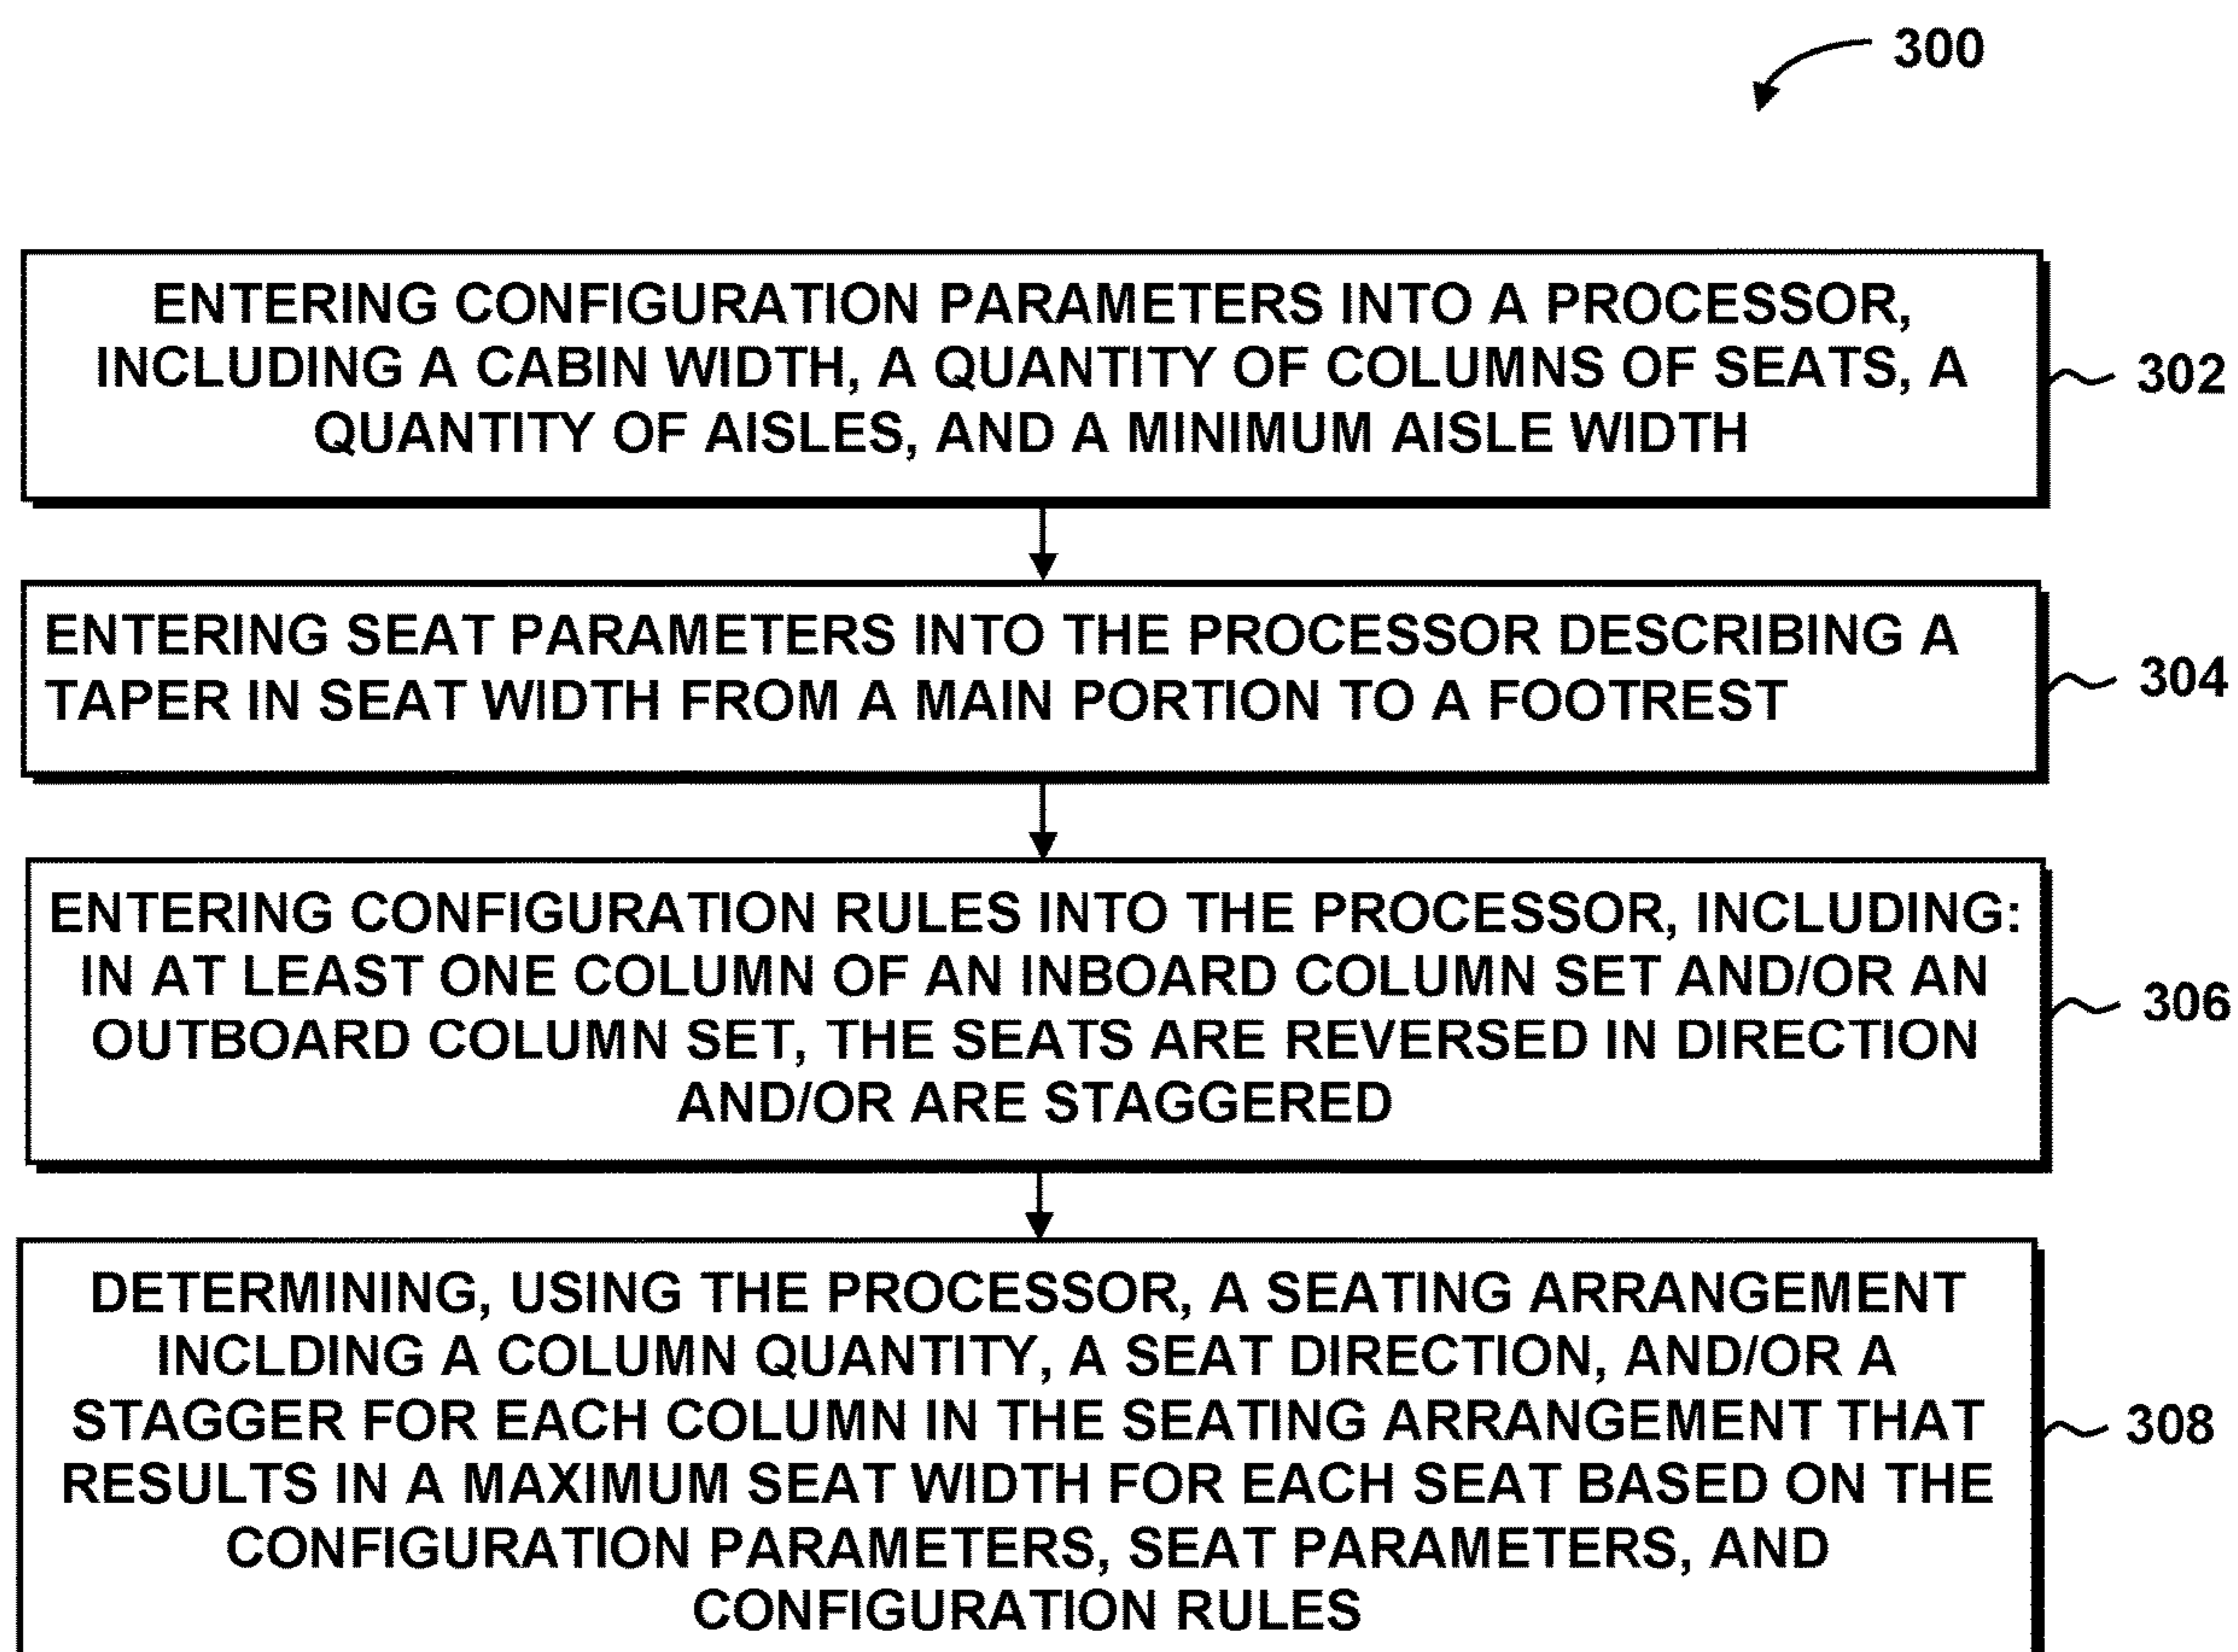 300
ENTERING CONFIGURATION PARAMETERS INTO A PROCESSOR,
INCLUDING A CABIN WIDTH, A QUANTITY OF COLUMNS OF SEATS, A
QUANTITY OF AISLES, AND A MINIMUM AISLE WIDTH
302
ENTERING SEAT PARAMETERS INTO THE PROCESSOR DESCRIBING A
TAPER IN SEAT WIDTH FROM A MAIN PORTION TO A FOOTREST
304
ENTERING CONFIGURATION RULES INTO THE PROCESSOR, INCLUDING:
IN AT LEAST ONE COLUMN OF AN INBOARD COLUMN SET AND/OR AN
OUTBOARD COLUMN SET, THE SEATS ARE REVERSED IN DIRECTION
AND/OR ARE STAGGERED
306
DETERMINING, USING THE PROCESSOR, A SEATING ARRANGEMENT
INCLDING A COLUMN QUANTITY, A SEAT DIRECTION, AND/OR A
STAGGER FOR EACH COLUMN IN THE SEATING ARRANGEMENT THAT
RESULTS IN A MAXIMUM SEAT WIDTH FOR EACH SEAT BASED ON THE
CONFIGURATION PARAMETERS, SEAT PARAMETERS, AND
CONFIGURATION RULES
308